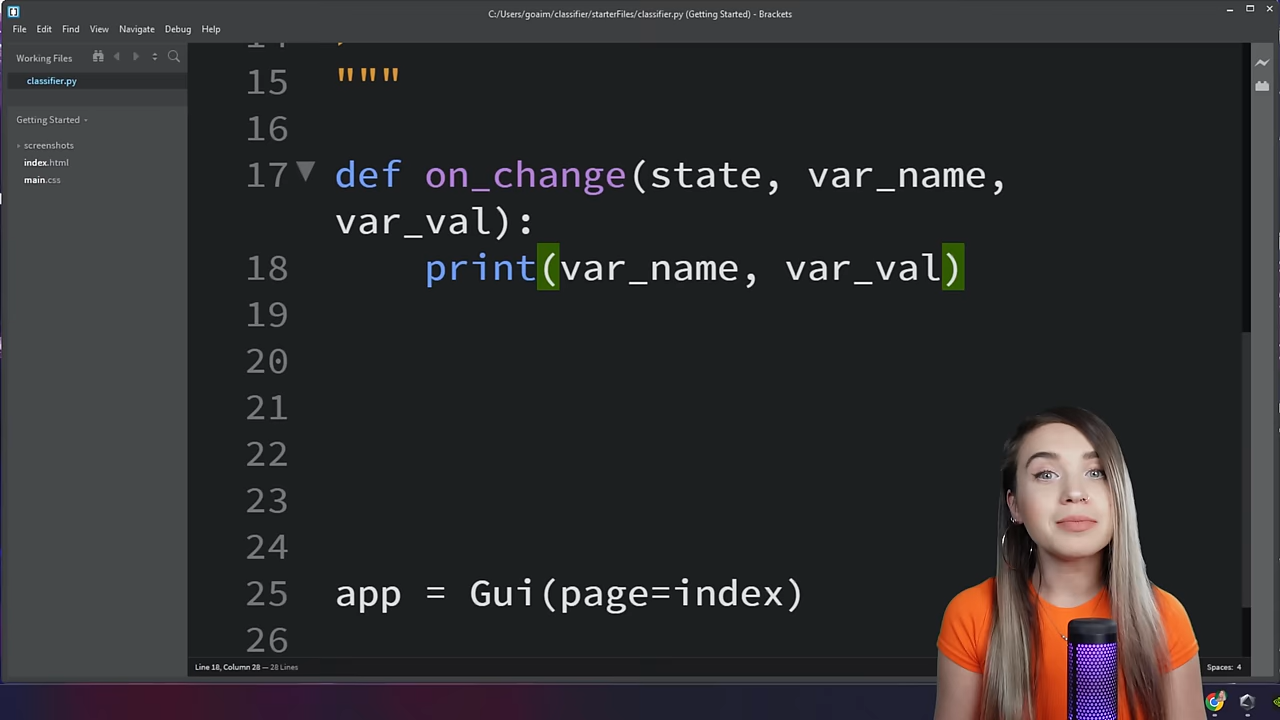 C:/Users/goaim/classifier/starterFiles/classifier.py (Getting Started) - Brackets
File Edit Find View Navigate Debug Help
Working Files
classifier.py
Getting Started
screenshots
index.html
main.css
15 """
16
17 def on_change(state, var_name,
var_val):
18 print(var_name, var_val)
19
20
21
22
23
24
25 app = Gui(page=index)
26
Line 18, Column 28 — 28 Lines
Spaces: 4